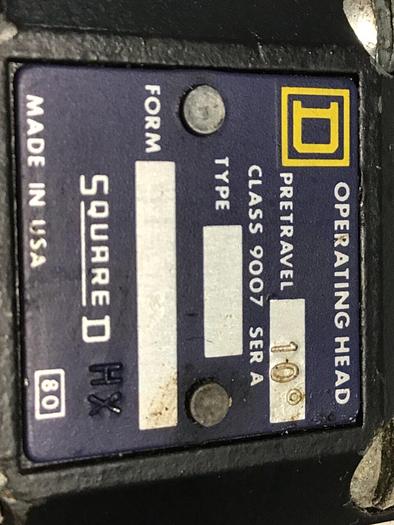 D
OPERATING HEAD
PRETRAVEL 10°
CLASS 9007 SER A
TYPE
FORM
SQUARE D HX
MADE IN USA 80